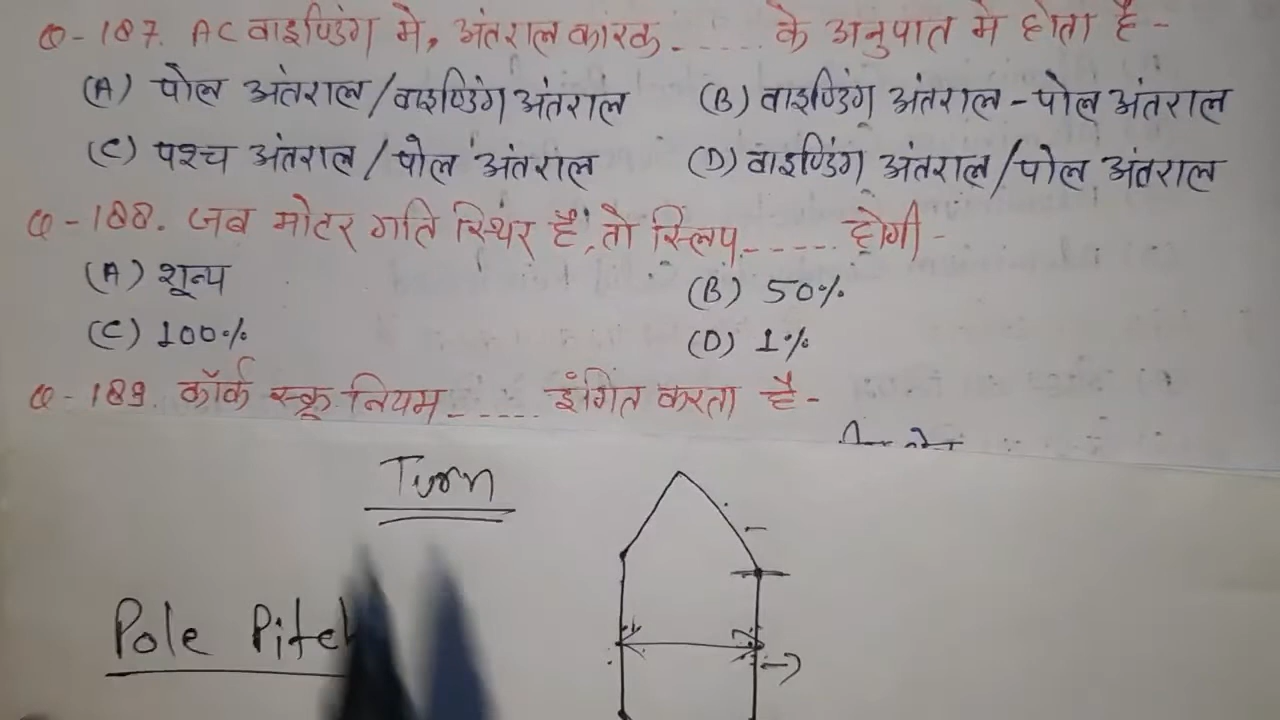 Q-187. AC वाइण्डिंग मे, अंतराल कारक ------ के अनुपात मे होता है -
(A) पोल अंतराल/वाइण्डिंग अंतराल (B) वाइण्डिंग अंतराल-पोल अंतराल
(C) पश्च अंतराल/पोल अंतराल (D) वाइण्डिंग अंतराल/पोल अंतराल
Q-188. जब मोटर गति स्थिर है, तो स्लिप ------ होगी -
(A) शून्य (B) 50%
(C) 100% (D) 1%
Q-189. कॉर्क स्क्रू नियम ------ इंगित करता है -
Turn
Pole Pitch